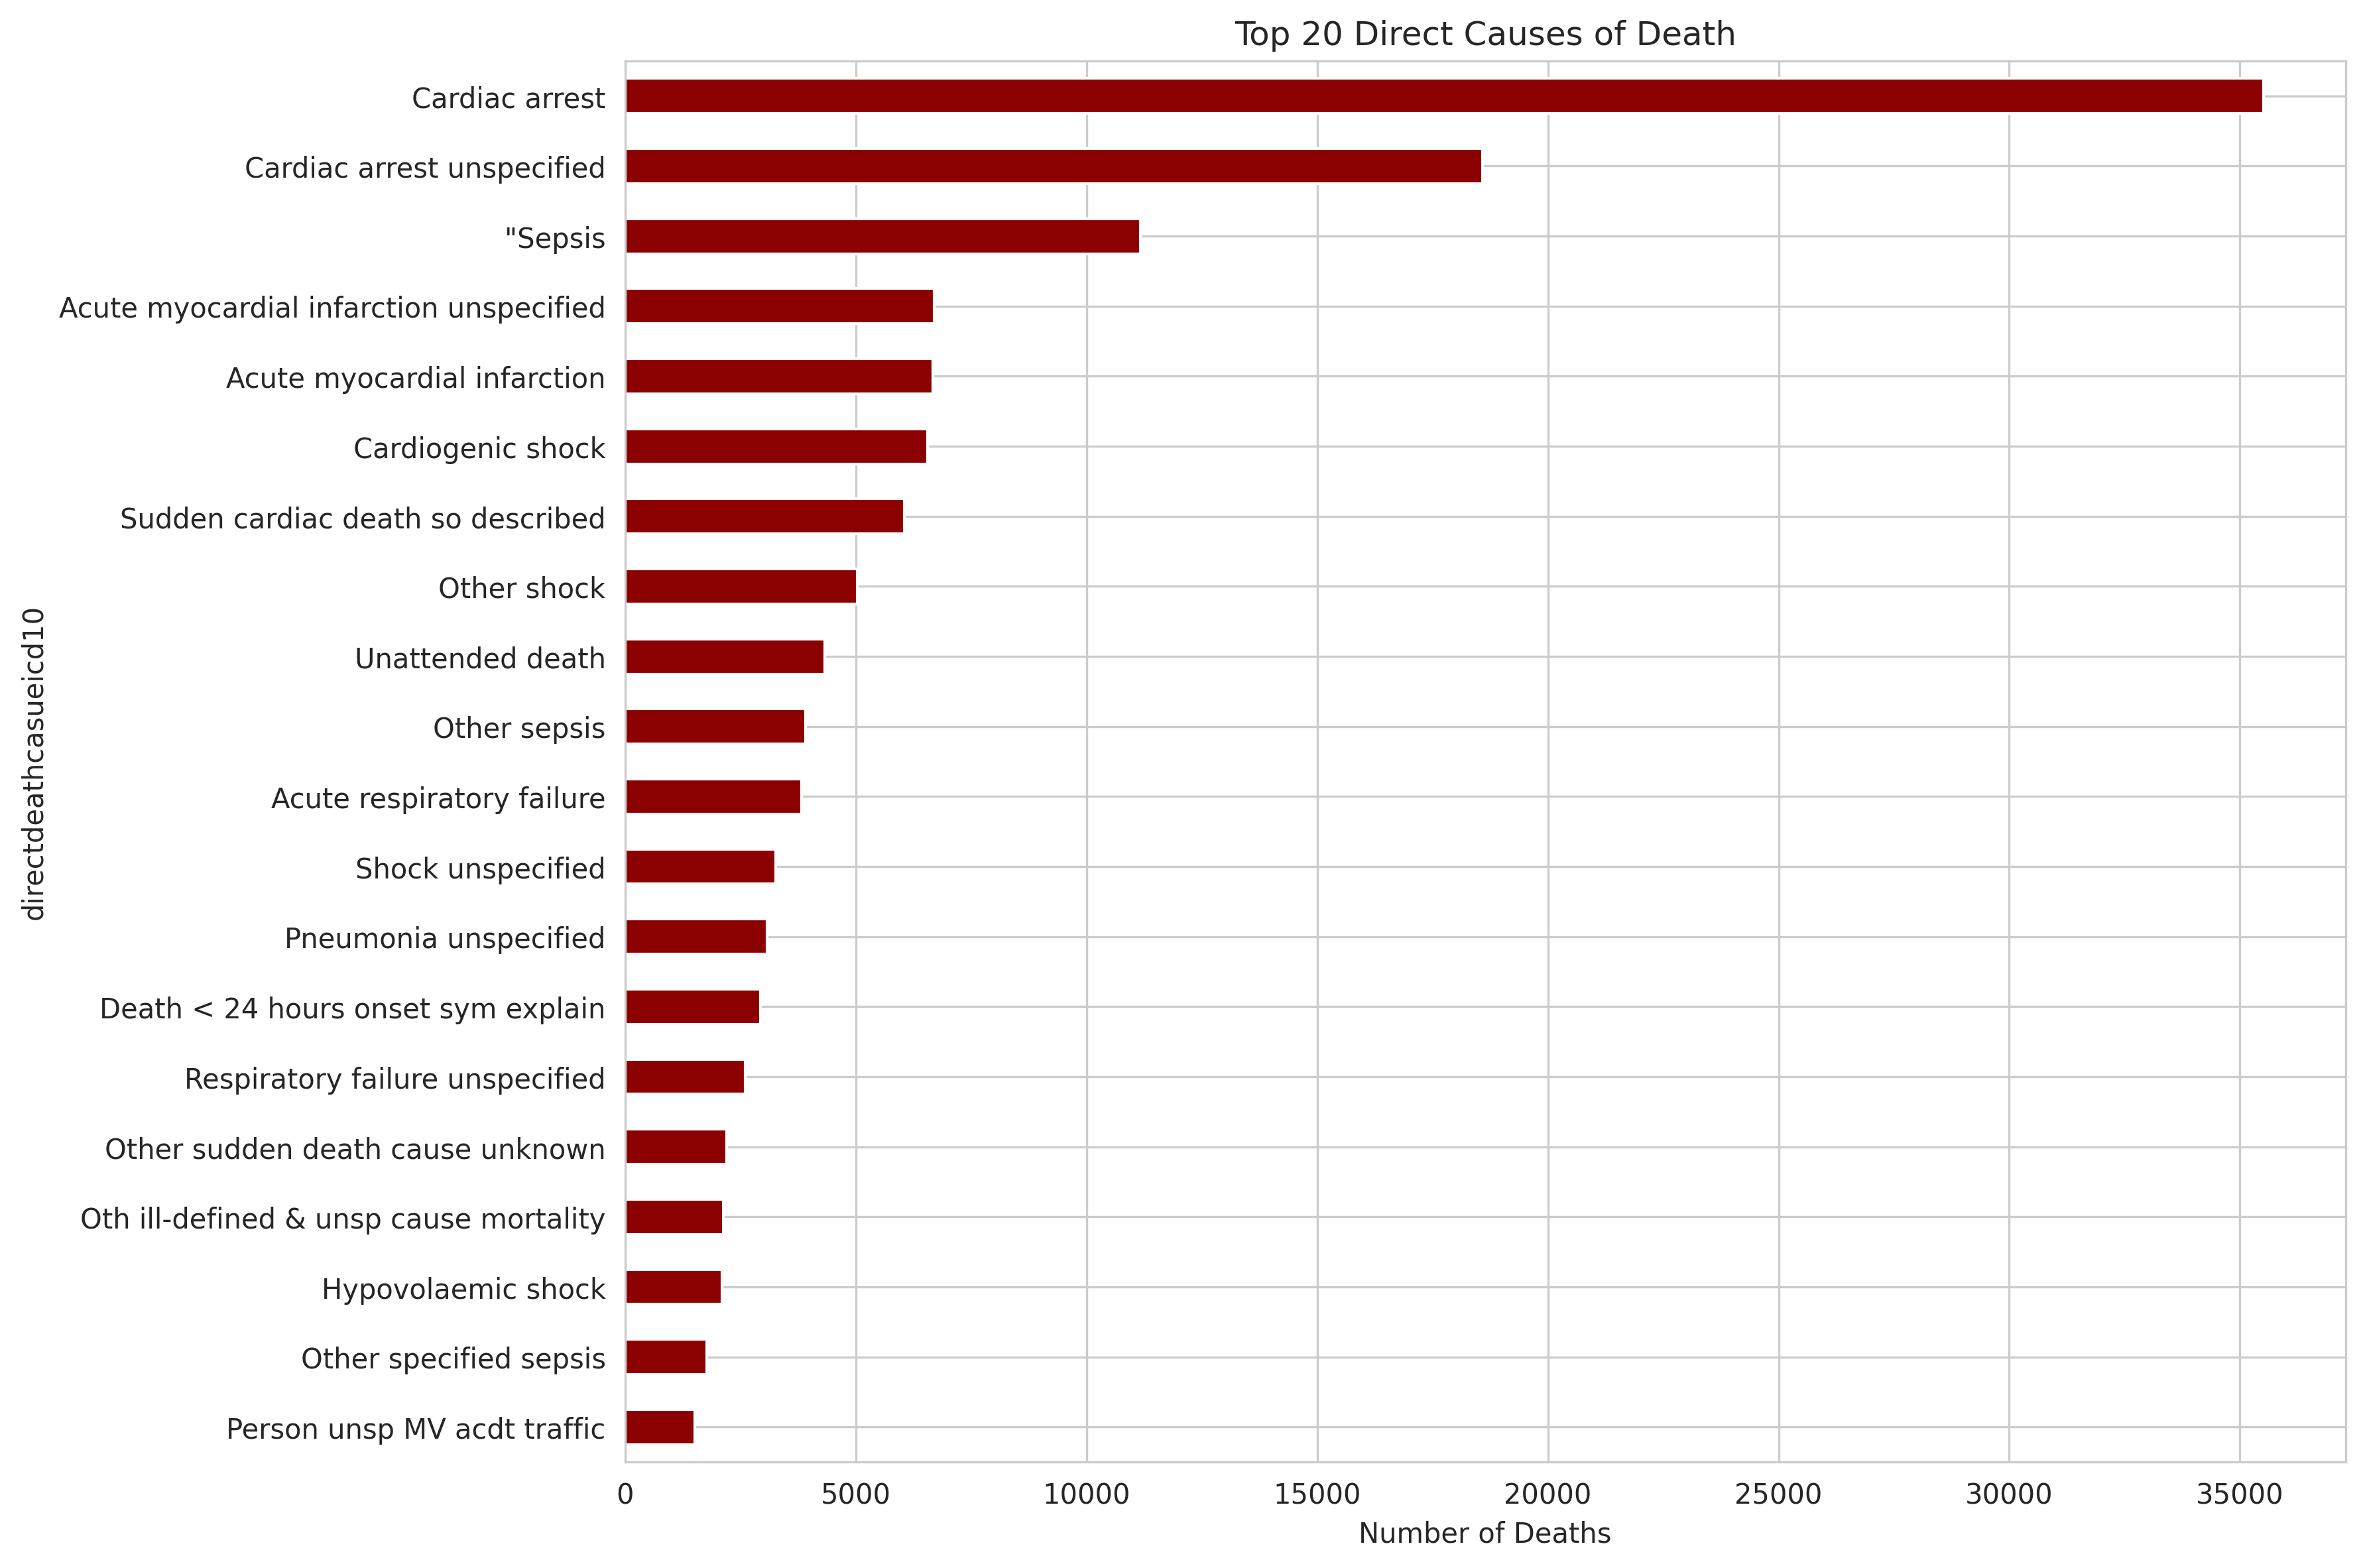 Top 20 Direct Causes of Death
Cardiac arrest
Cardiac arrest unspecified
"Sepsis
Acute myocardial infarction unspecified
Acute myocardial infarction
Cardiogenic shock
Sudden cardiac death so described
Other shock
Unattended death
Other sepsis
Acute respiratory failure
Shock unspecified
Pneumonia unspecified
Death < 24 hours onset sym explain
Respiratory failure unspecified
Other sudden death cause unknown
Oth ill-defined & unsp cause mortality
Hypovolaemic shock
Other specified sepsis
Person unsp MV acdt traffic
directdeathcasueicd10
0 5000 10000 15000 20000 25000 30000 35000
Number of Deaths